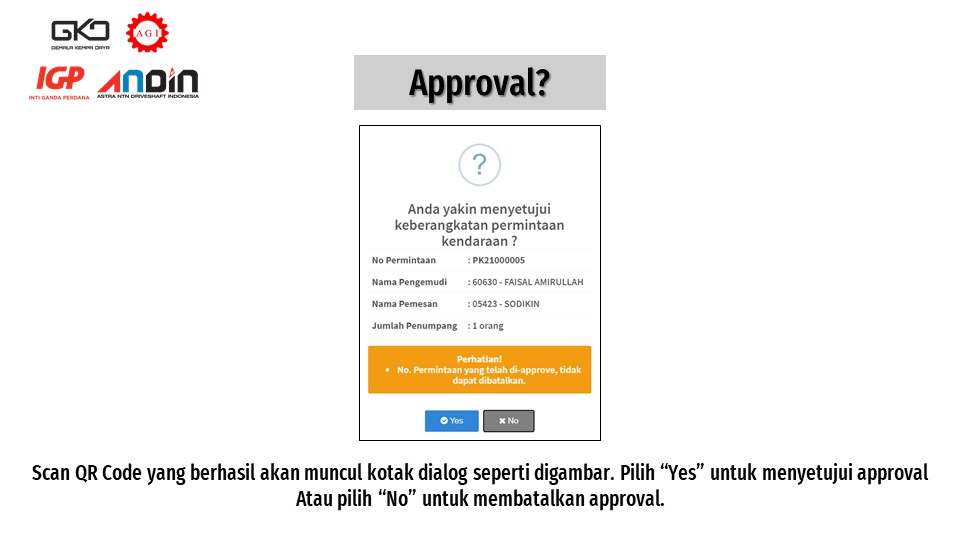 GKD
GEMALA KEMPA DAYA
AGI
IGP
INTI GANDA PERDANA
ANDIN
ASTRA NTN DRIVESHAFT INDONESIA
Approval?
?
Anda yakin menyetujui
keberangkatan permintaan
kendaraan ?
No Permintaan : PK21000005
Nama Pengemudi : 60630 - FAISAL AMIRULLAH
Nama Pemesan : 05423 - SODIKIN
Jumlah Penumpang : 1 orang
Perhatian!
• No. Permintaan yang telah di-approve, tidak
dapat dibatalkan.
Yes No
Scan QR Code yang berhasil akan muncul kotak dialog seperti digambar. Pilih “Yes” untuk menyetujui approval
Atau pilih “No” untuk membatalkan approval.